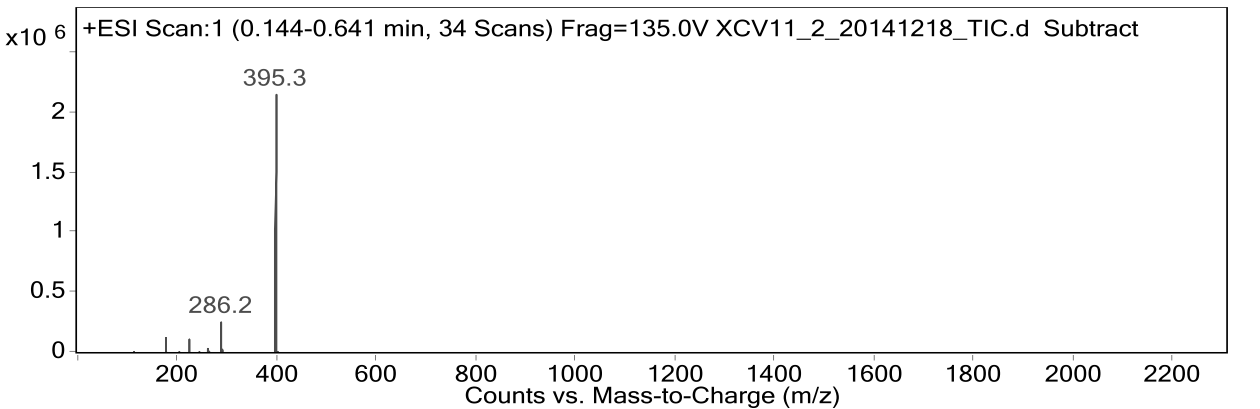 x10 6
+ESI Scan:1 (0.144-0.641 min, 34 Scans) Frag=135.0V XCV11_2_20141218_TIC.d Subtract
395.3
2
1.5
1
0.5
286.2
0
200 400 600 800 1000 1200 1400 1600 1800 2000 2200
Counts vs. Mass-to-Charge (m/z)